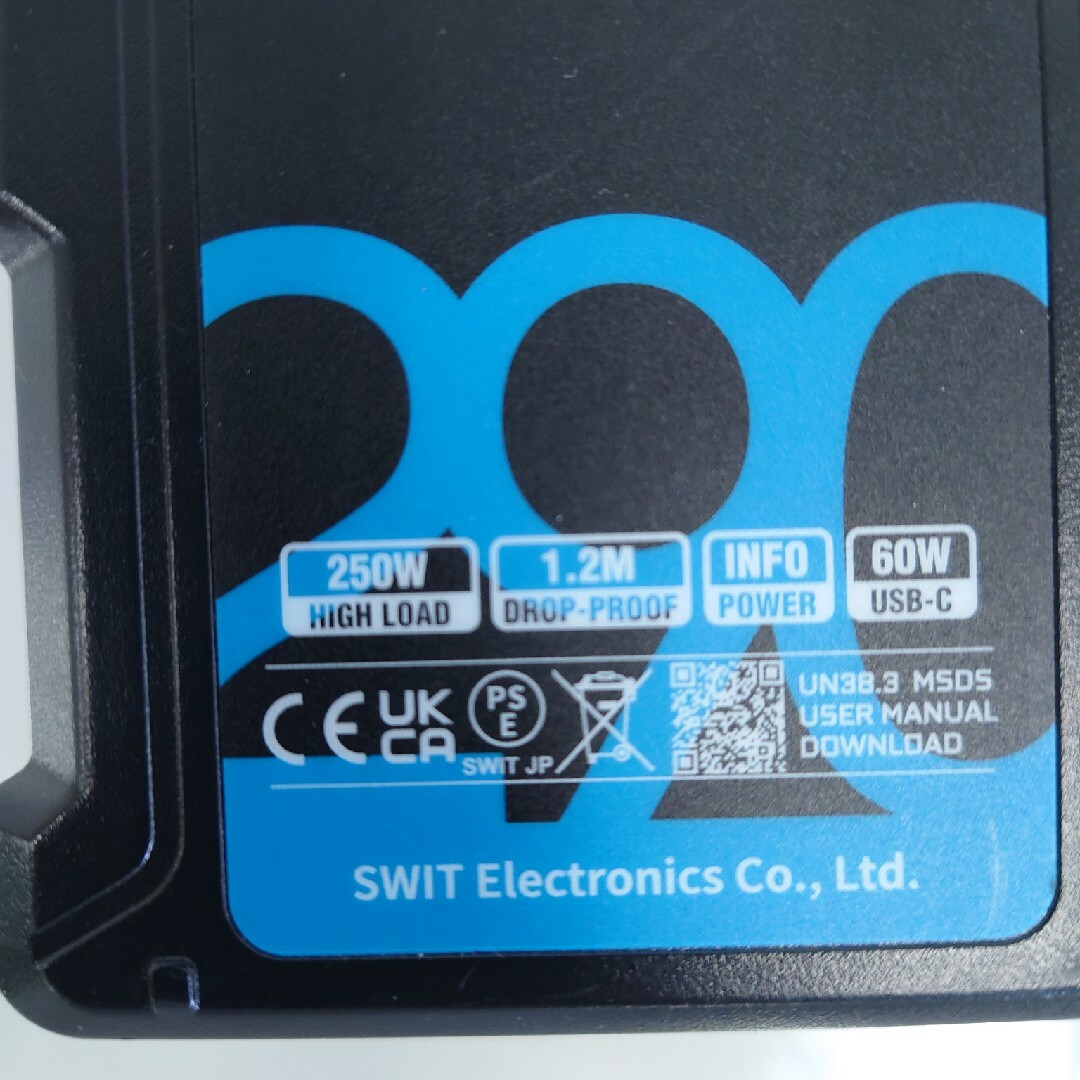 290
250W
HIGH LOAD
1.2M
DROP-PROOF
INFO
POWER
60W
USB-C
CE
UK
CA
PS
E
SWIT JP
UN38.3 MSDS
USER MANUAL
DOWNLOAD
SWIT Electronics Co., Ltd.